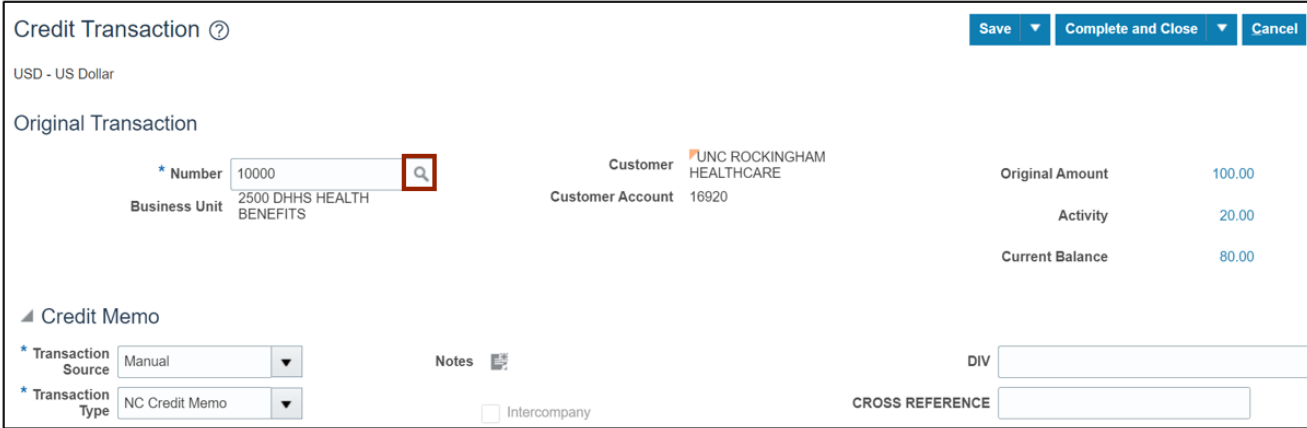 Credit Transaction ?
Save
Complete and Close
Cancel
USD - US Dollar
Original Transaction
* Number 10000
Business Unit 2500 DHHS HEALTH
BENEFITS
Customer UNC ROCKINGHAM
HEALTHCARE
Customer Account 16920
Original Amount 100.00
Activity 20.00
Current Balance 80.00
Credit Memo
* Transaction
Source Manual
Notes
DIV
* Transaction
Type NC Credit Memo
Intercompany
CROSS REFERENCE